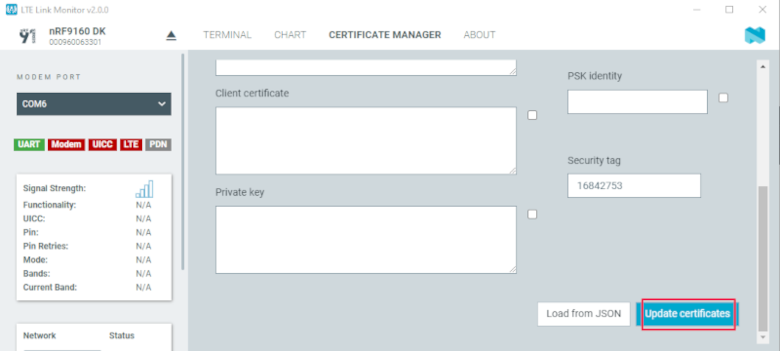 LTE Link Monitor v2.0.0
nRF9160 DK
000960063301
TERMINAL
CHART
CERTIFICATE MANAGER
ABOUT
MODEM PORT
COM6
UART Modem UICC LTE PDN
Signal Strength:
Functionality: N/A
UICC: N/A
Pin: N/A
Pin Retries: N/A
Mode: N/A
Bands: N/A
Current Band: N/A
Network Status
Client certificate
Private key
PSK identity
Security tag
16842753
Load from JSON
Update certificates